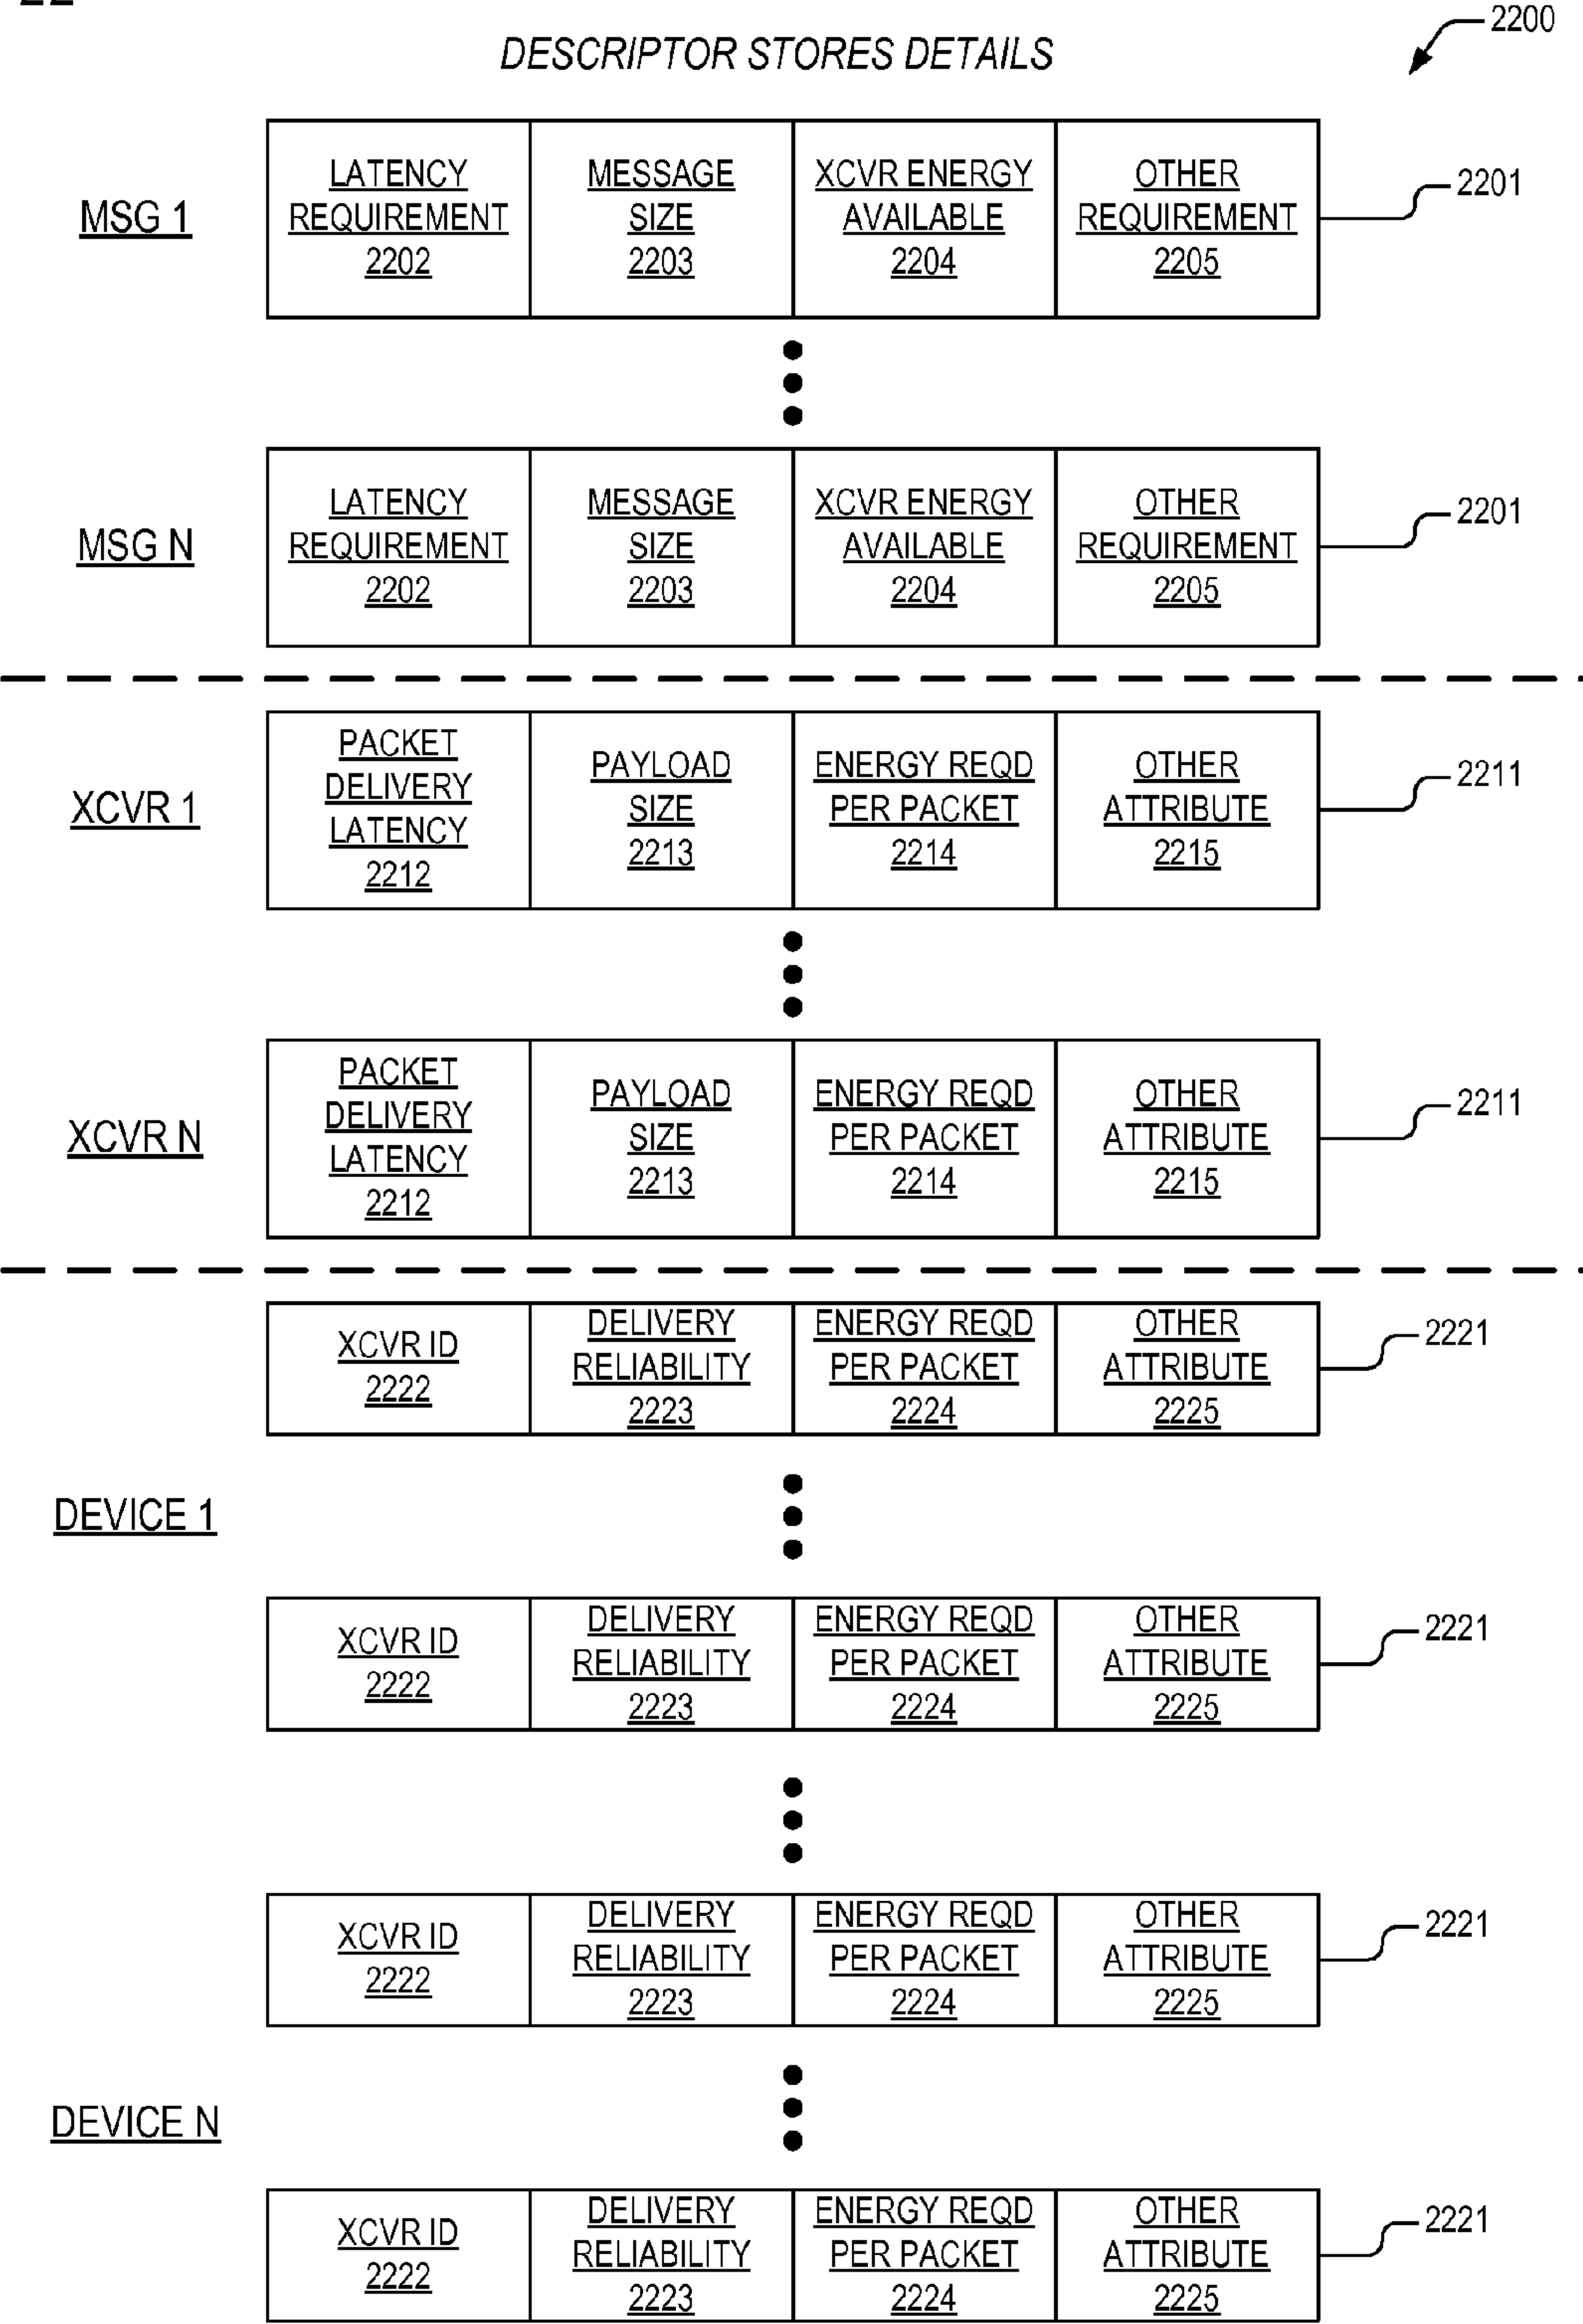 22
DESCRIPTOR STORES DETAILS
2200
MSG 1
LATENCY
REQUIREMENT
2202
MESSAGE
SIZE
2203
XCVR ENERGY
AVAILABLE
2204
OTHER
REQUIREMENT
2205
2201
MSG N
LATENCY
REQUIREMENT
2202
MESSAGE
SIZE
2203
XCVR ENERGY
AVAILABLE
2204
OTHER
REQUIREMENT
2205
2201
XCVR 1
PACKET
DELIVERY
LATENCY
2212
PAYLOAD
SIZE
2213
ENERGY REQD
PER PACKET
2214
OTHER
ATTRIBUTE
2215
2211
XCVR N
PACKET
DELIVERY
LATENCY
2212
PAYLOAD
SIZE
2213
ENERGY REQD
PER PACKET
2214
OTHER
ATTRIBUTE
2215
2211
XCVR ID
2222
DELIVERY
RELIABILITY
2223
ENERGY REQD
PER PACKET
2224
OTHER
ATTRIBUTE
2225
2221
DEVICE 1
XCVR ID
2222
DELIVERY
RELIABILITY
2223
ENERGY REQD
PER PACKET
2224
OTHER
ATTRIBUTE
2225
2221
XCVR ID
2222
DELIVERY
RELIABILITY
2223
ENERGY REQD
PER PACKET
2224
OTHER
ATTRIBUTE
2225
2221
DEVICE N
XCVR ID
2222
DELIVERY
RELIABILITY
2223
ENERGY REQD
PER PACKET
2224
OTHER
ATTRIBUTE
2225
2221